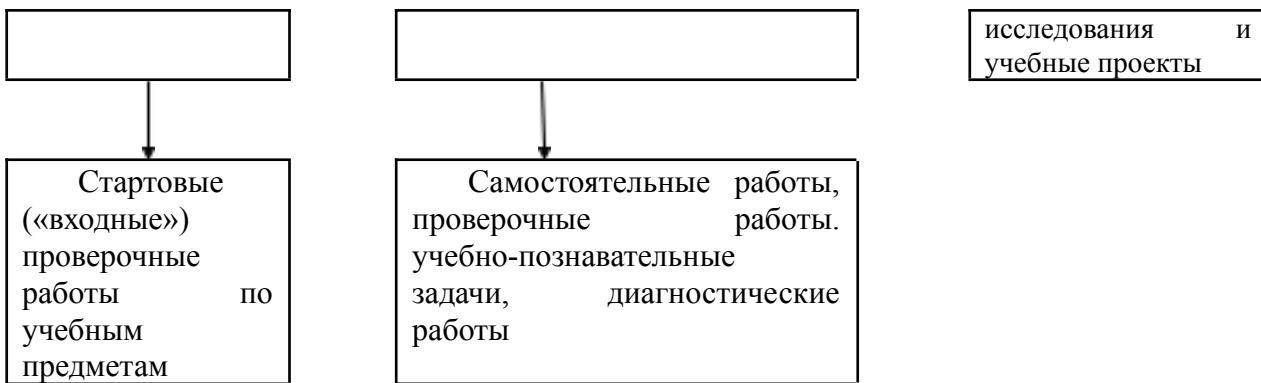 исследования и
учебные проекты
Стартовые
(«входные»)
проверочные
работы по
учебным
предметам
Самостоятельные работы,
проверочные работы.
учебно-познавательные
задачи, диагностические
работы